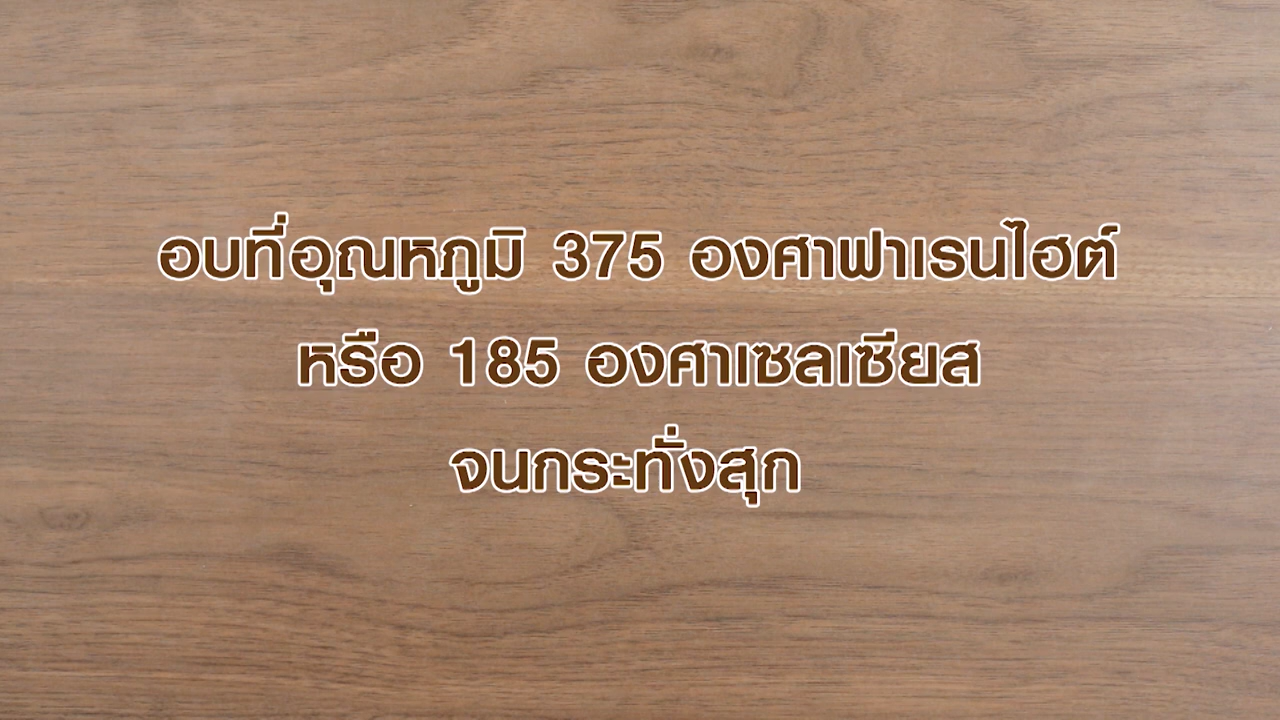 อบที่อุณหภูมิ 375 องศาฟาเรนไฮต์
หรือ 185 องศาเซลเซียส
จนกระทั่งสุก